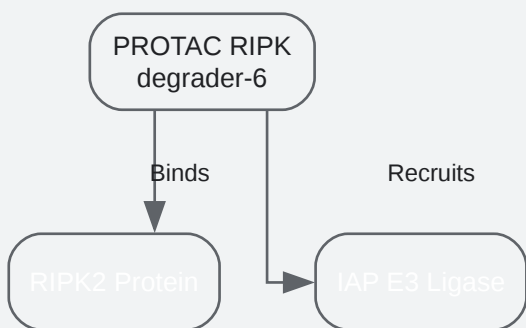 PROTAC RIPK
degrader-6
Binds
Recruits
RIPK2 Protein
IAP E3 Ligase